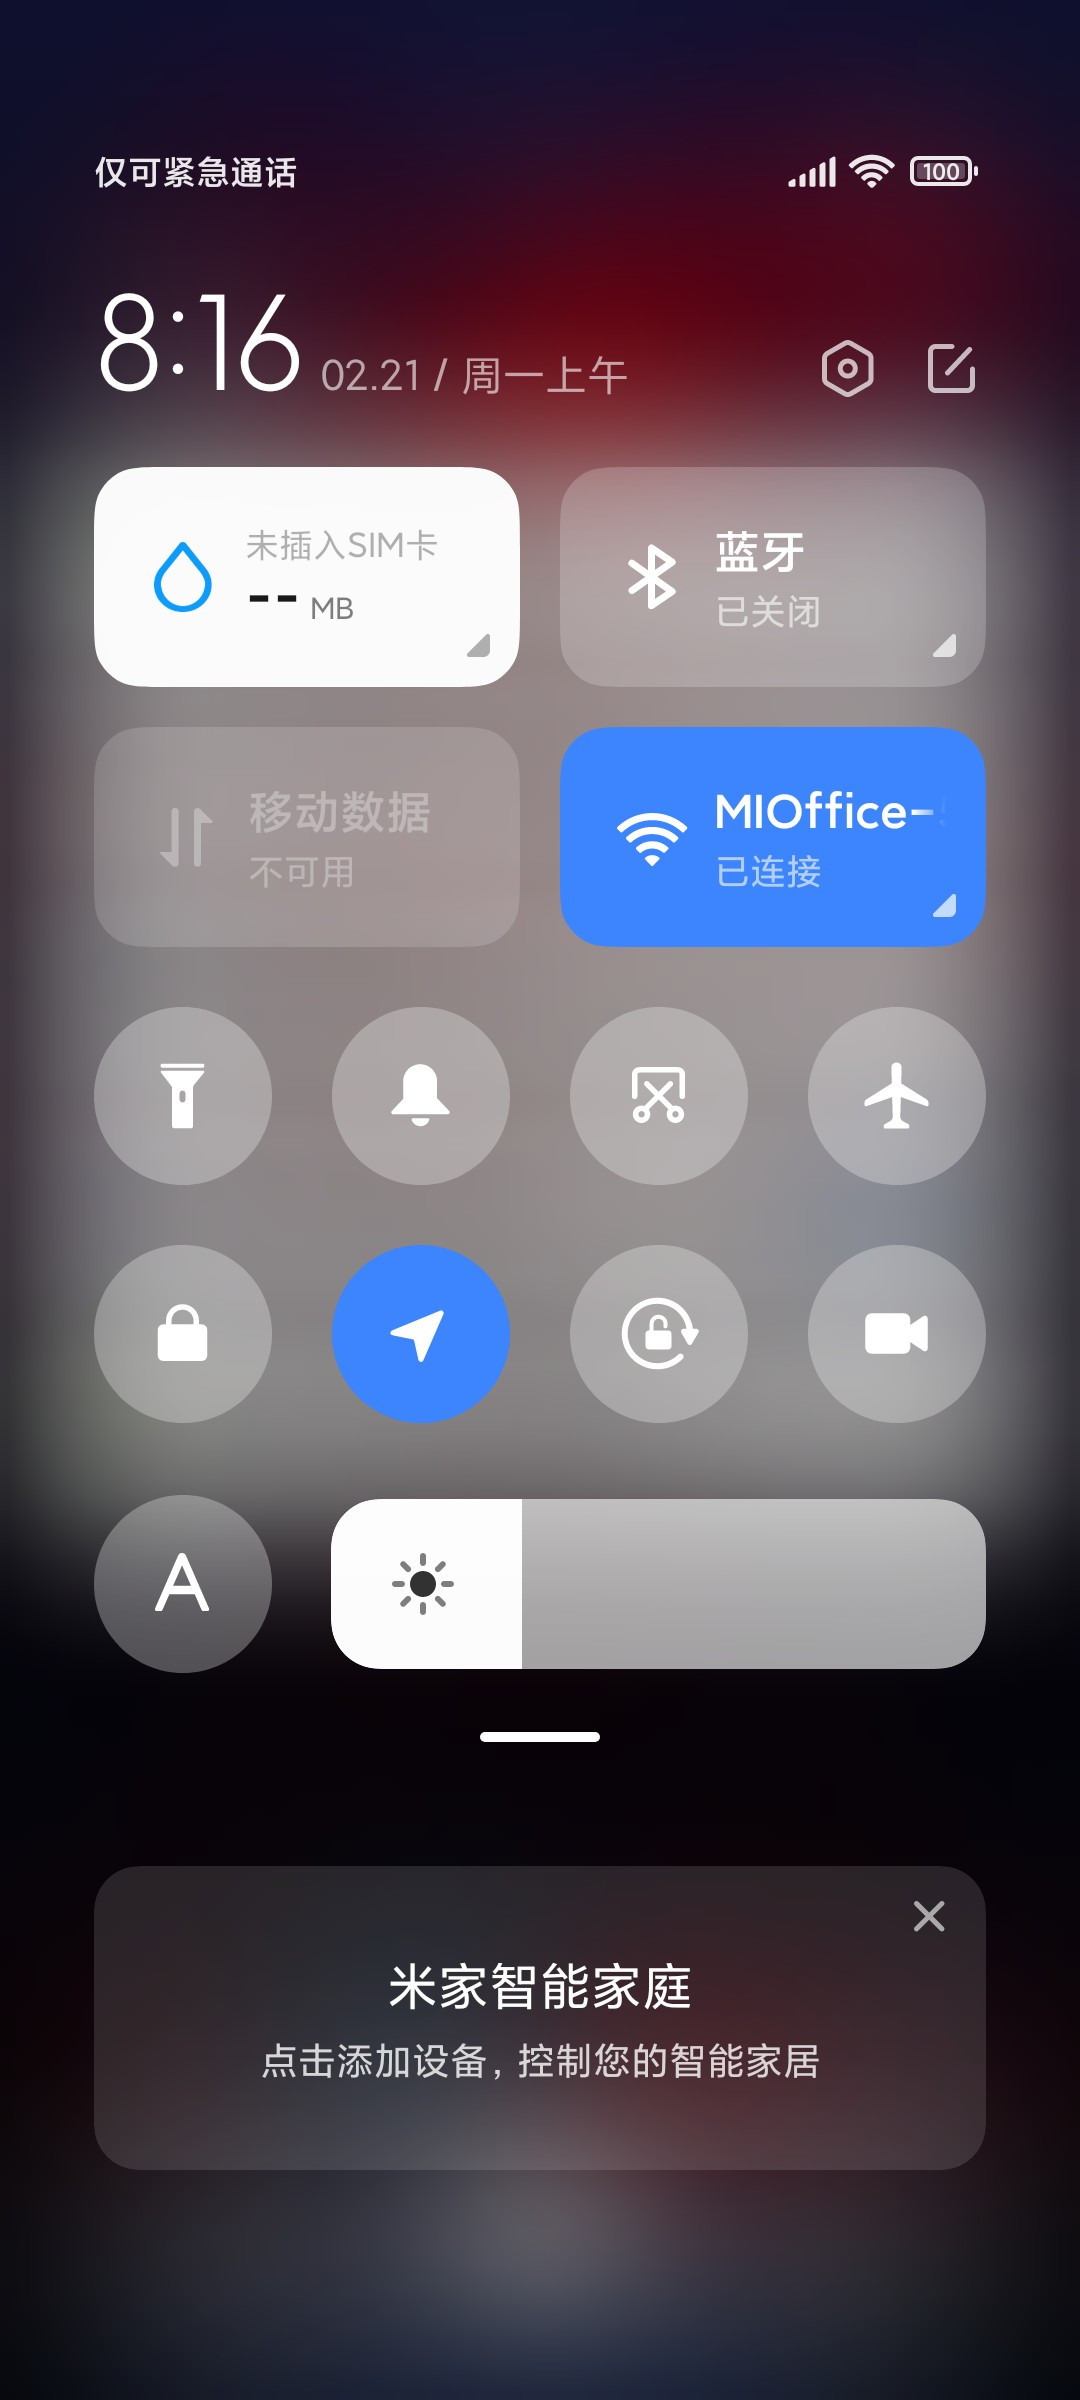 仅可紧急通话
100
8:16 02.21 / 周一上午
未插入SIM卡
-- MB
蓝牙
已关闭
移动数据
不可用
MIOffice-
已连接
A
米家智能家庭
点击添加设备，控制您的智能家居